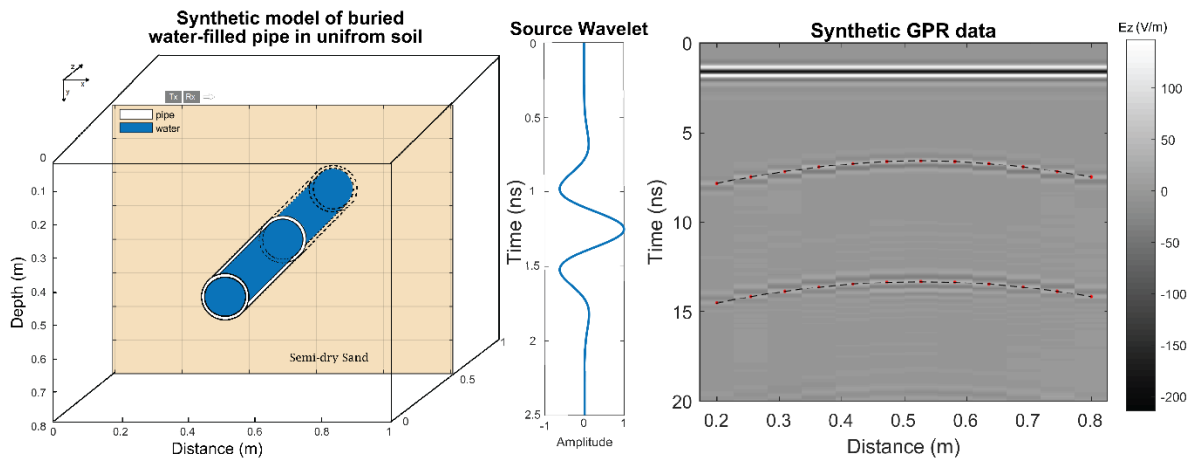 Synthetic model of buried
water-filled pipe in unifrom soil
z
x
y
Tx Rx
pipe
water
Semi-dry Sand
0
0.1
0.2
0.3
0.4
0.5
0.6
0.7
0.8
Depth (m)
0 0.2 0.4 0.6 0.8 1
Distance (m)
0
0.5
1
Source Wavelet
0
0.5
1
1.5
2
2.5
Time (ns)
-1 0 1
Amplitude
Synthetic GPR data
0
5
10
15
20
Time (ns)
0.2 0.3 0.4 0.5 0.6 0.7 0.8
Distance (m)
Ez (V/m)
100
50
0
-50
-100
-150
-200